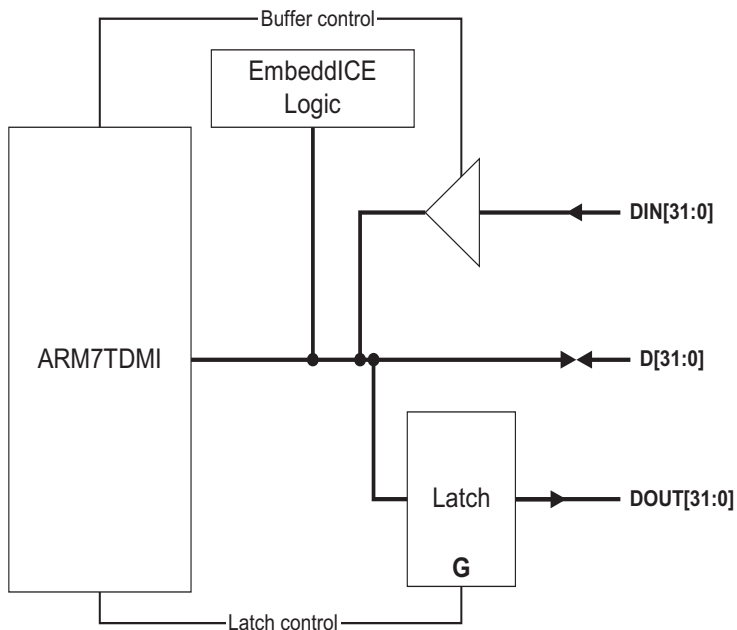 Buffer control
EmbeddICE
Logic
DIN[31:0]
ARM7TDMI
D[31:0]
Latch
DOUT[31:0]
G
Latch control